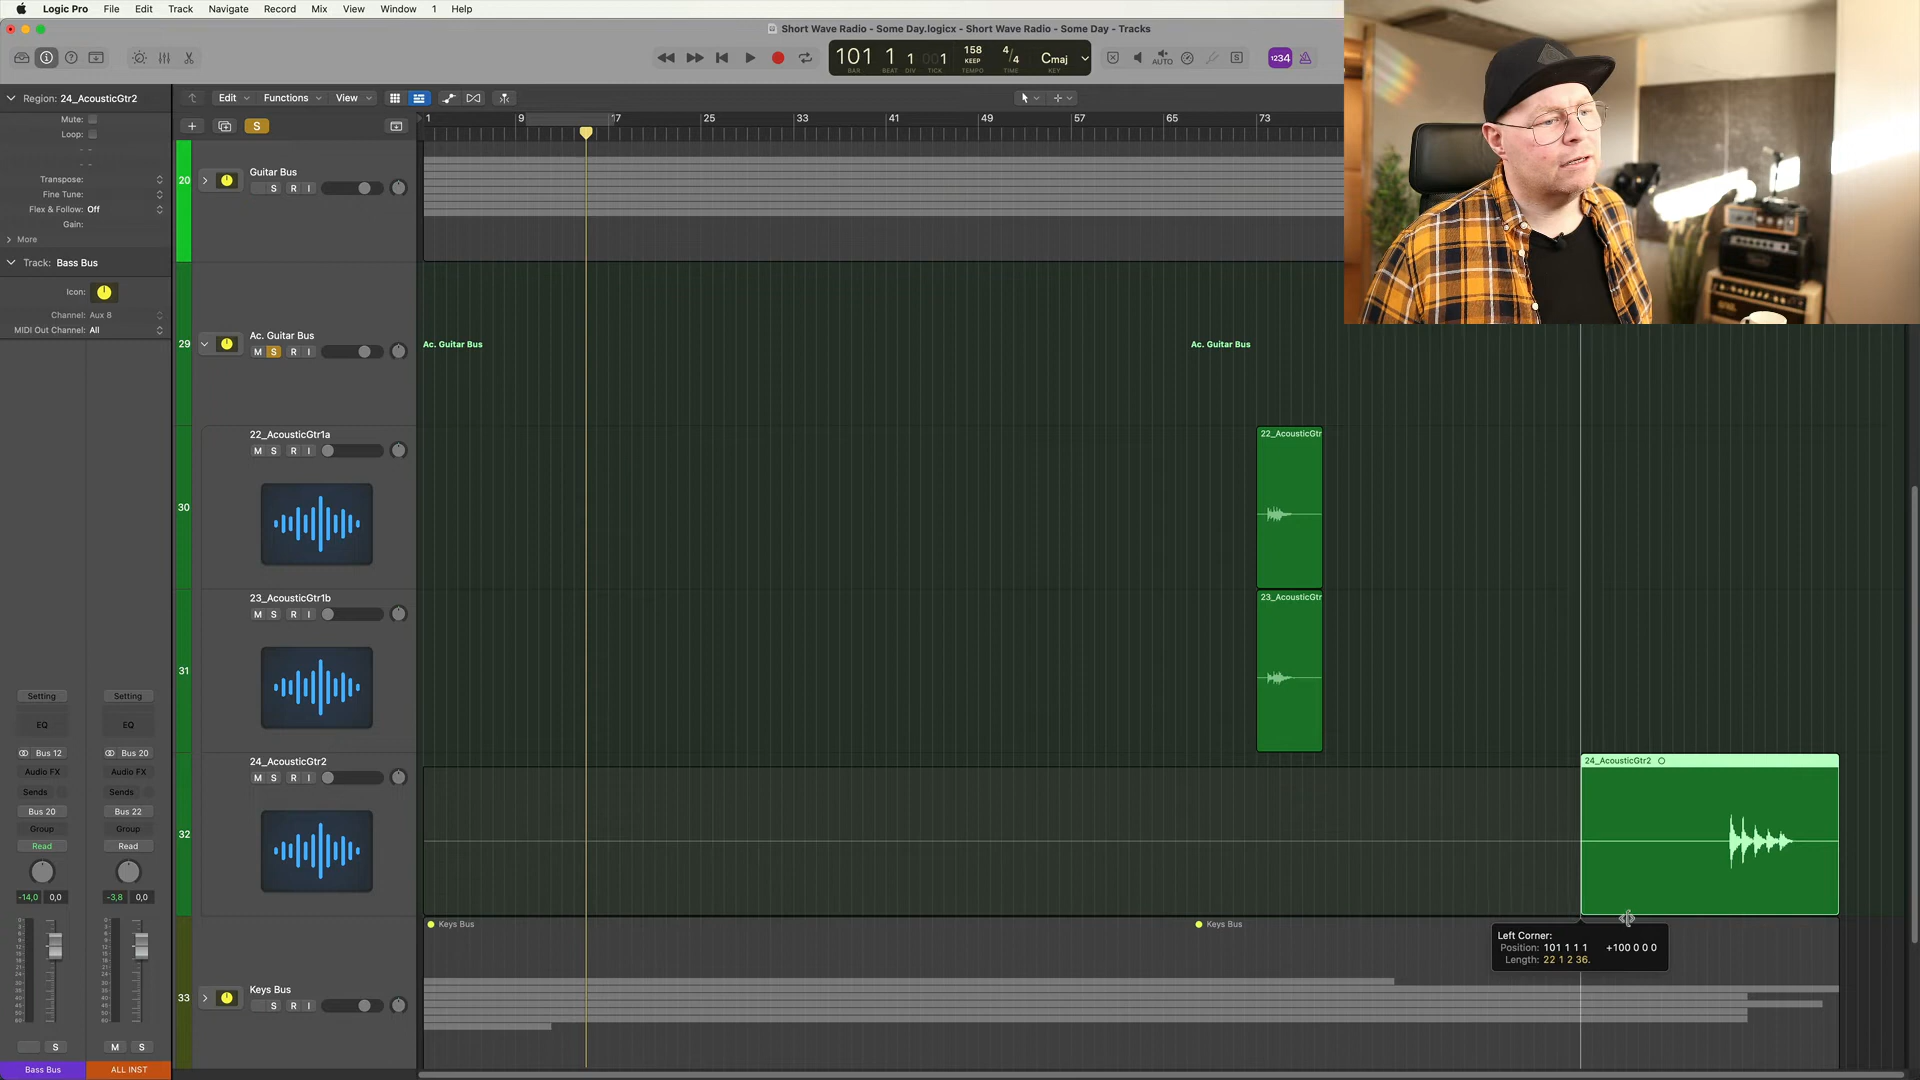 Logic Pro File Edit Track Navigate Record Mix View Window 1 Help
Short Wave Radio - Some Day.logicx - Short Wave Radio - Some Day - Tracks
101 1 1 001 158 4/4 Cmaj
BAR BEAT DIV TICK KEEP TEMPO TIME KEY
AUTO
S
1234
Region: 24_AcousticGtr2
Edit Functions View
Mute:
Loop:
S
1 9 17 25 33 41 49 57 65 73
Transpose:
Fine Tune:
Flex & Follow: Off
Gain:
More
Track: Bass Bus
Icon:
Channel: Aux 8
MIDI Out Channel: All
20
Guitar Bus
S R I
29
Ac. Guitar Bus
M S R I
Ac. Guitar Bus
Ac. Guitar Bus
30
22_AcousticGtr1a
M S R I
22_AcousticGtr
31
23_AcousticGtr1b
M S R I
23_AcousticGtr
32
24_AcousticGtr2
M S R I
24_AcousticGtr2
33
Keys Bus
S R I
Keys Bus
Keys Bus
Left Corner:
Position: 101 1 1 1 +100 0 0 0
Length: 22 1 2 36.
Setting Setting
EQ EQ
Bus 12 Bus 20
Audio FX Audio FX
Sends Sends
Bus 20 Bus 22
Group Group
Read Read
-14,0 0,0 -3,8 0,0
S M S
Bass Bus ALL INST